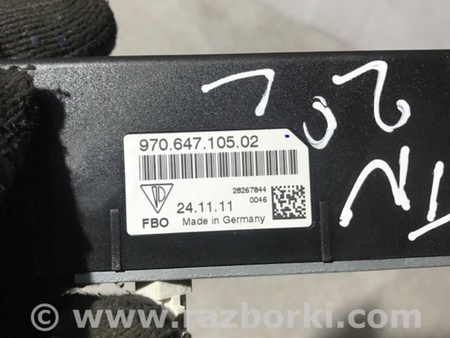 970.647.105.02
28267844
24.11.11 0046
FBO Made in Germany
© www.razborki.com